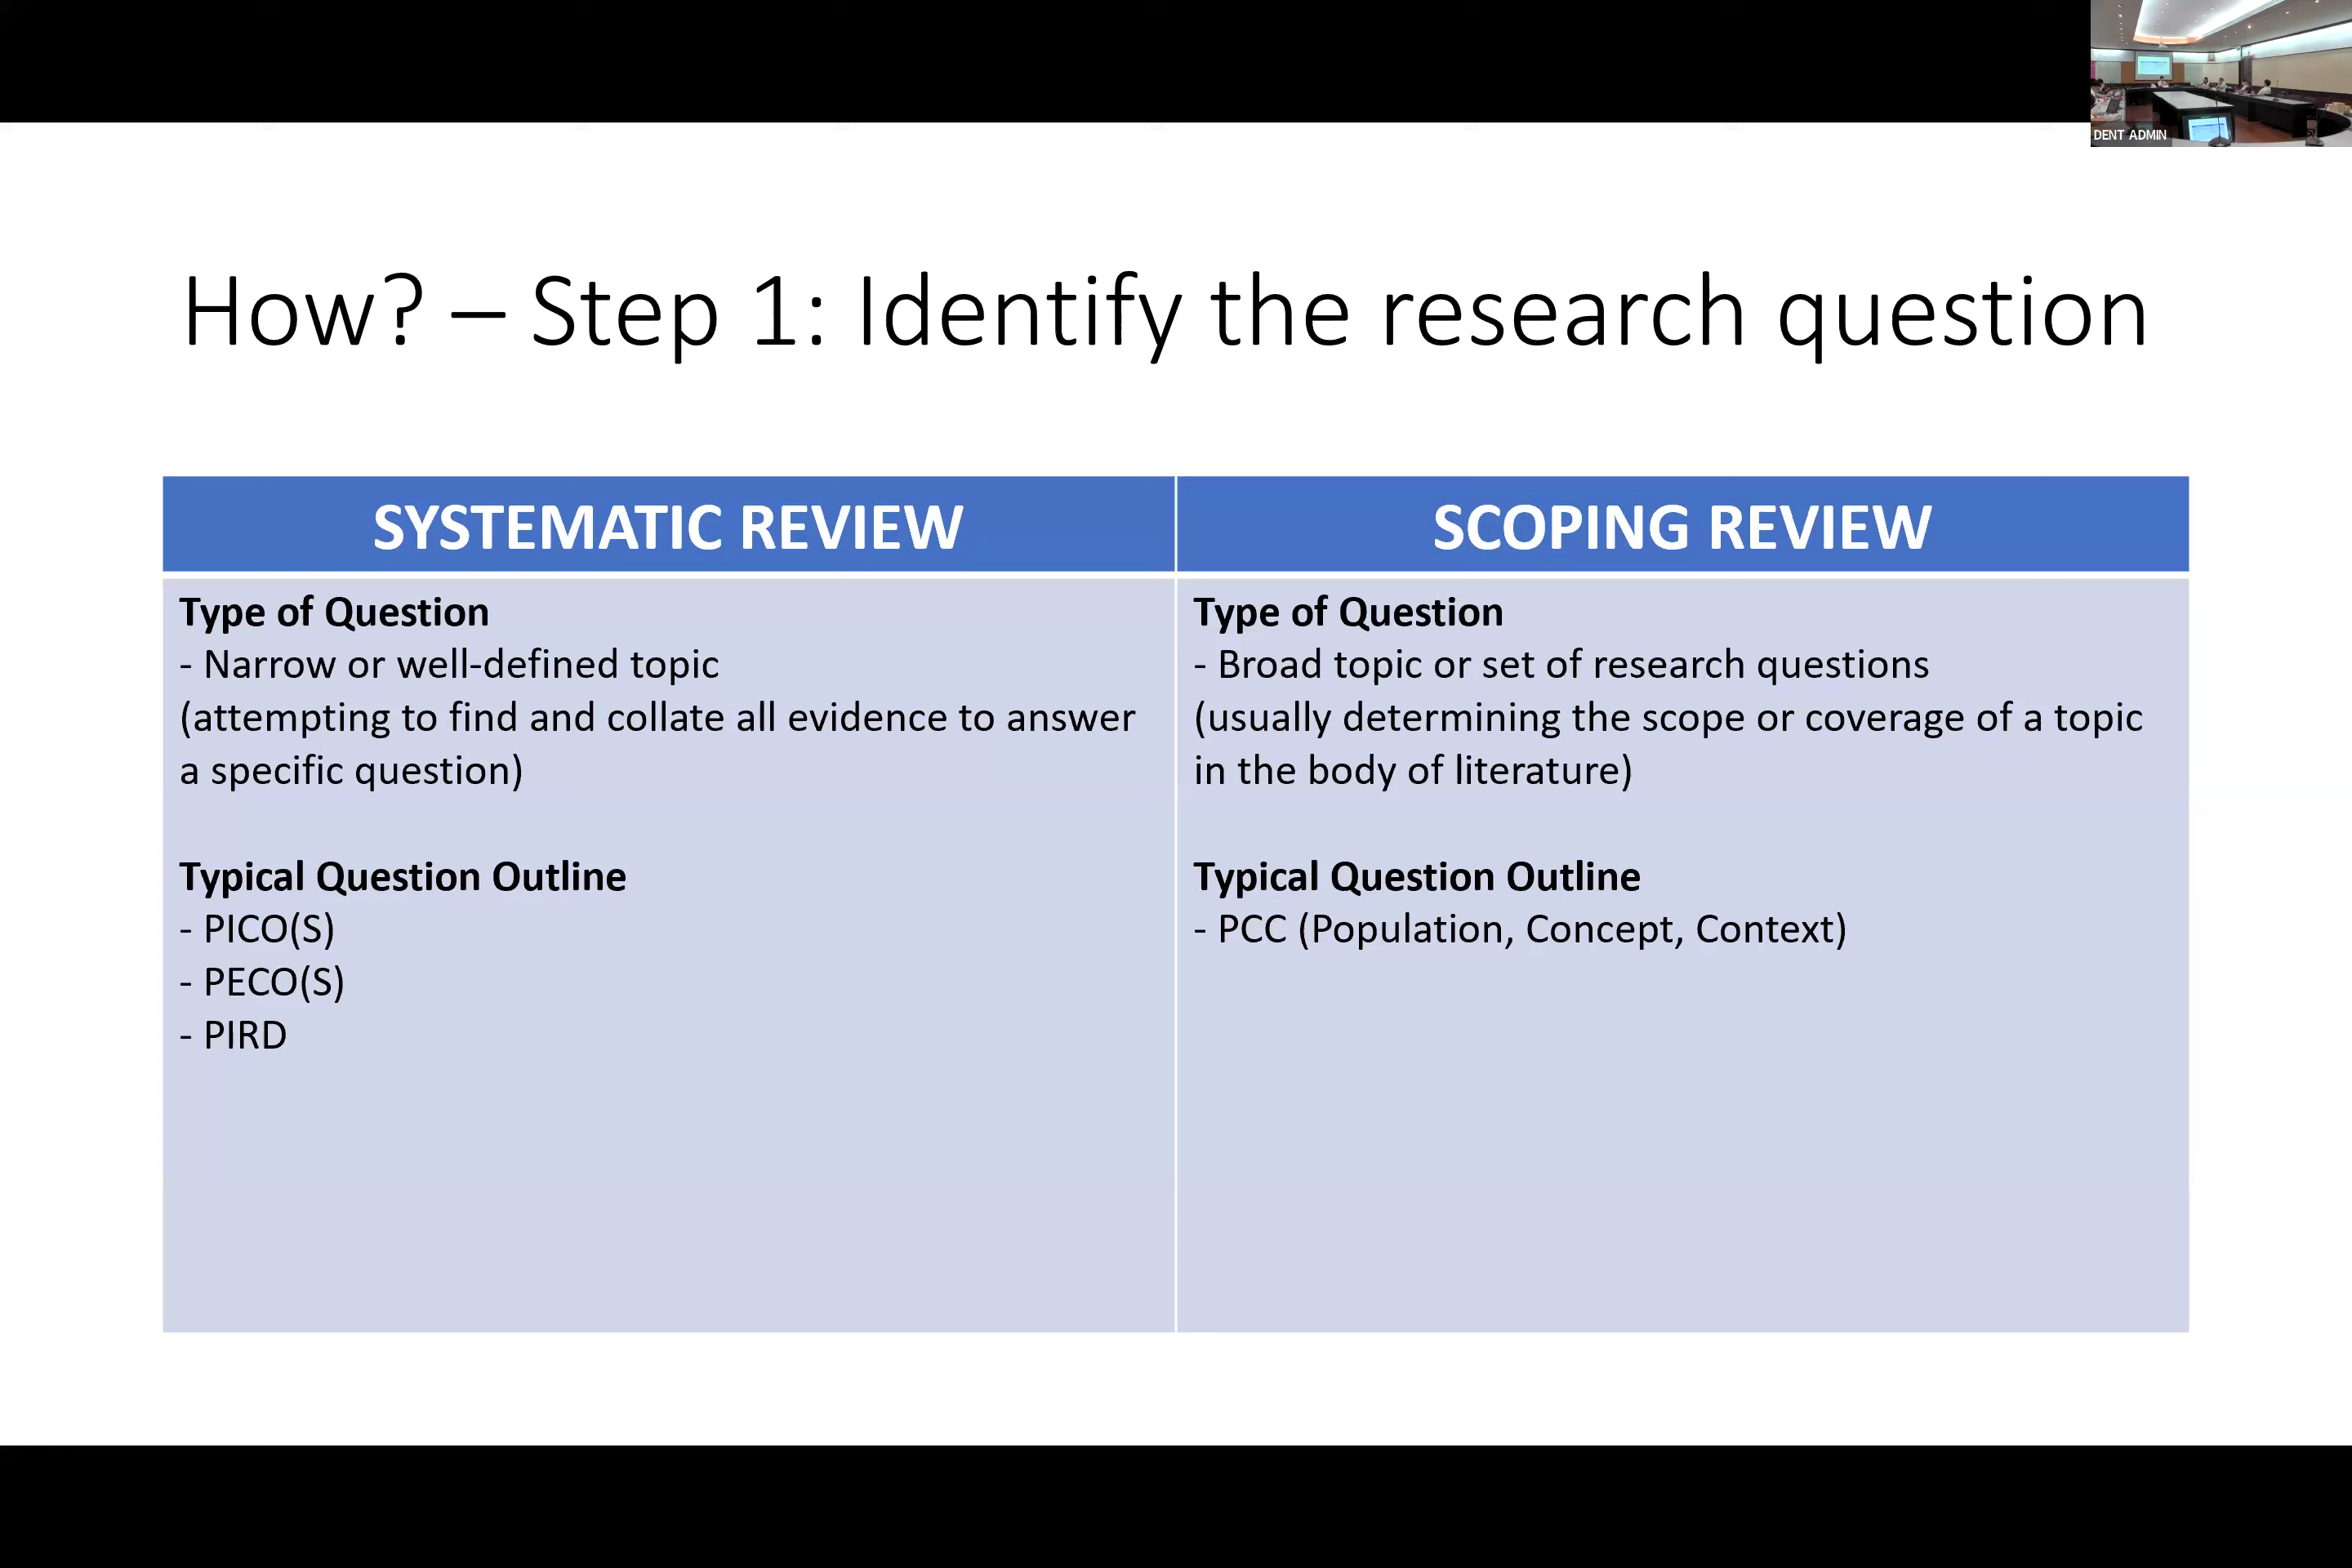 DENT ADMIN
How? – Step 1: Identify the research question
SYSTEMATIC REVIEW
Type of Question
- Narrow or well-defined topic
(attempting to find and collate all evidence to answer
a specific question)
Typical Question Outline
- PICO(S)
- PECO(S)
- PIRD
SCOPING REVIEW
Type of Question
- Broad topic or set of research questions
(usually determining the scope or coverage of a topic
in the body of literature)
Typical Question Outline
- PCC (Population, Concept, Context)